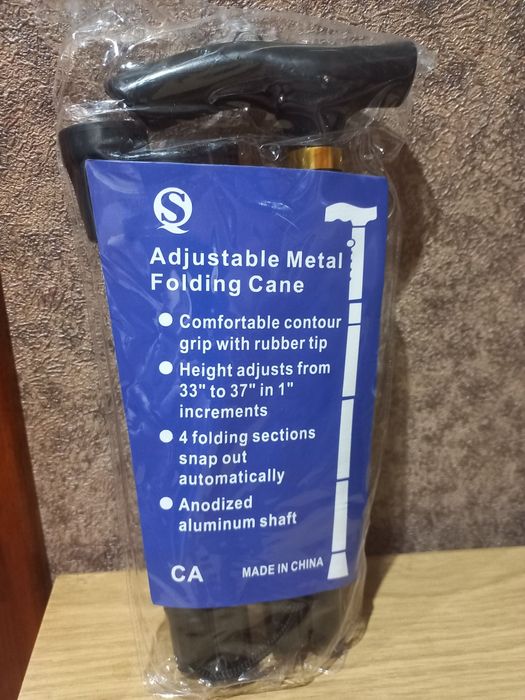 SQ
Adjustable Metal
Folding Cane
Comfortable contour
grip with rubber tip
Height adjusts from
33" to 37" in 1"
increments
4 folding sections
snap out
automatically
Anodized
aluminum shaft
CA
MADE IN CHINA